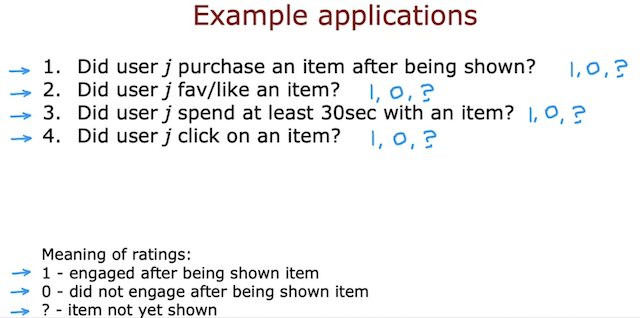 Example applications
→ 1. Did user j purchase an item after being shown? 1, 0, ?
→ 2. Did user j fav/like an item? 1, 0, ?
→ 3. Did user j spend at least 30sec with an item? 1, 0, ?
→ 4. Did user j click on an item? 1, 0, ?
Meaning of ratings:
→ 1 - engaged after being shown item
→ 0 - did not engage after being shown item
→ ? - item not yet shown